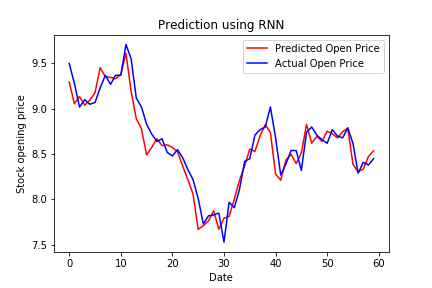 Prediction using RNN
Predicted Open Price
Actual Open Price
Stock opening price
9.5
9.0
8.5
8.0
7.5
0 10 20 30 40 50 60
Date